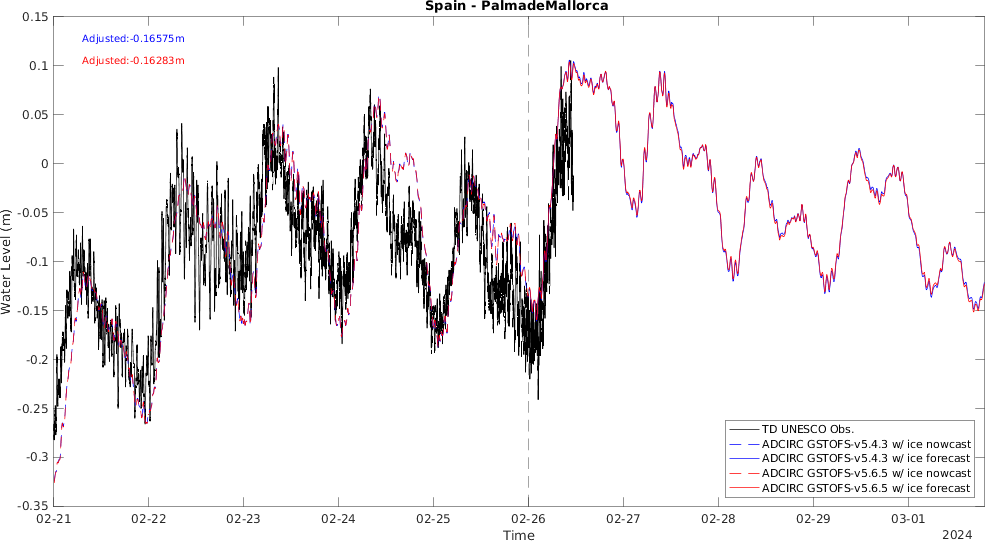 Spain - PalmadeMallorca
Adjusted:-0.16575m
Adjusted:-0.16283m
Water Level (m)
0.15
0.1
0.05
0
-0.05
-0.1
-0.15
-0.2
-0.25
-0.3
-0.35
TD UNESCO Obs.
ADCIRC GSTOFS-v5.4.3 w/ ice nowcast
ADCIRC GSTOFS-v5.4.3 w/ ice forecast
ADCIRC GSTOFS-v5.6.5 w/ ice nowcast
ADCIRC GSTOFS-v5.6.5 w/ ice forecast
02-21 02-22 02-23 02-24 02-25 02-26 02-27 02-28 02-29 03-01
Time
2024